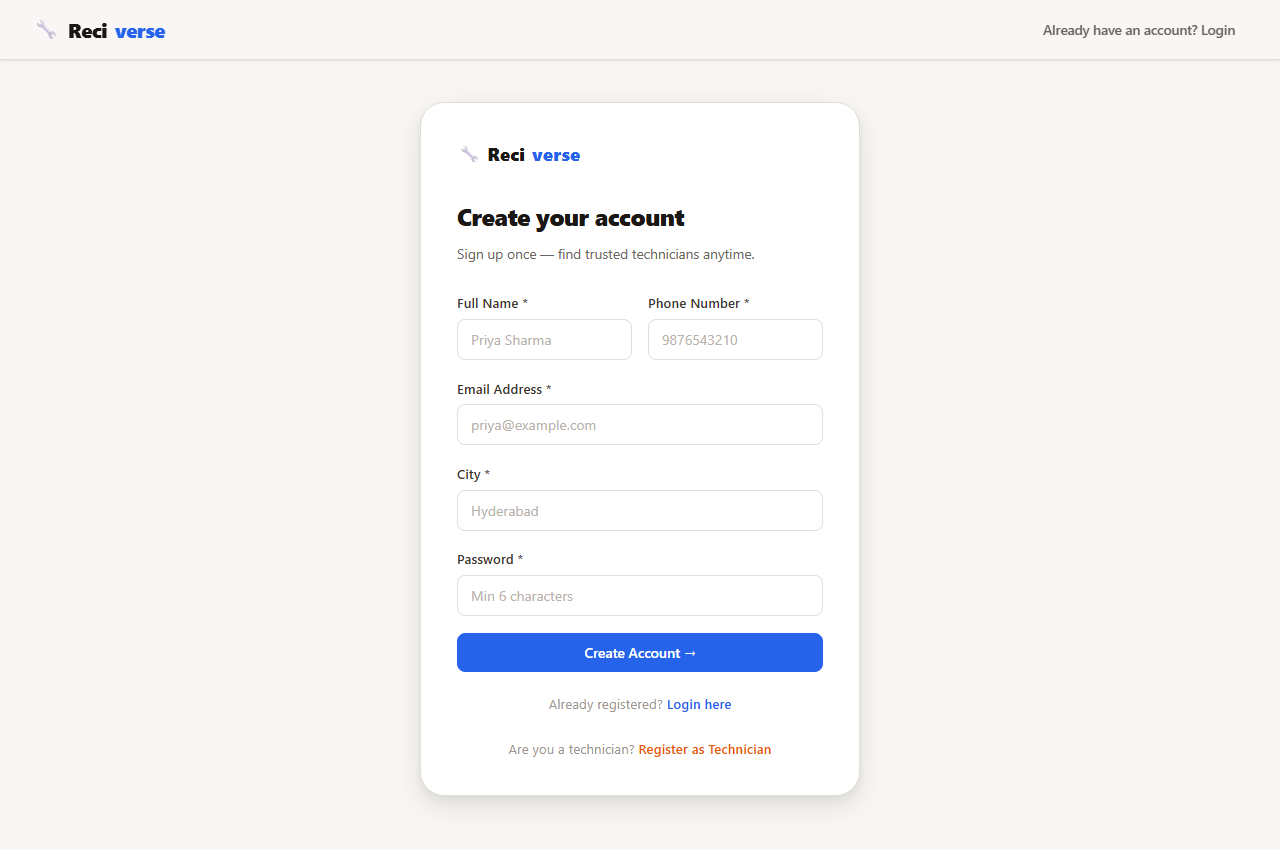 Reci verse
Already have an account? Login
Reci verse
Create your account
Sign up once — find trusted technicians anytime.
Full Name *
Phone Number *
Priya Sharma
9876543210
Email Address *
priya@example.com
City *
Hyderabad
Password *
Min 6 characters
Create Account →
Already registered? Login here
Are you a technician? Register as Technician